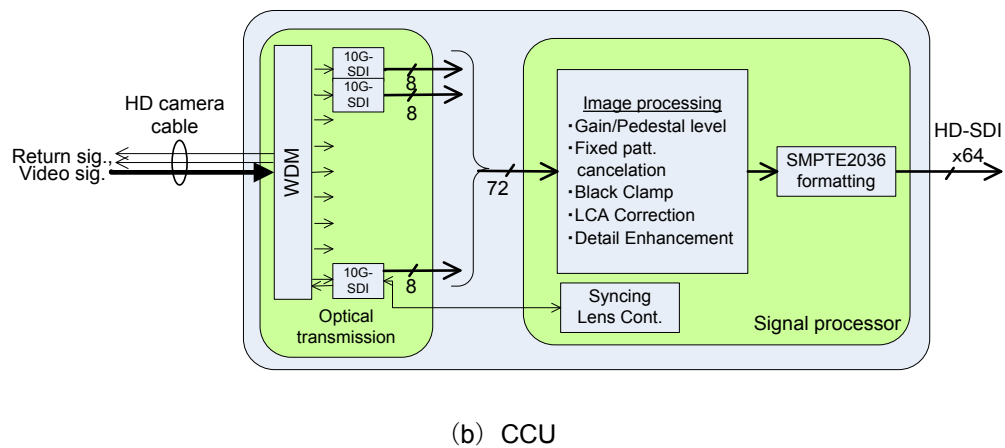 HD camera
cable
Return sig.,
Video sig.
WDM
10G-
SDI
8
10G-
SDI
8
10G-
SDI
8
Optical
transmission
72
Image processing
・Gain/Pedestal level
・Fixed patt.
cancelation
・Black Clamp
・LCA Correction
・Detail Enhancement
Syncing
Lens Cont.
SMPTE2036
formatting
Signal processor
HD-SDI
x64
(b) CCU